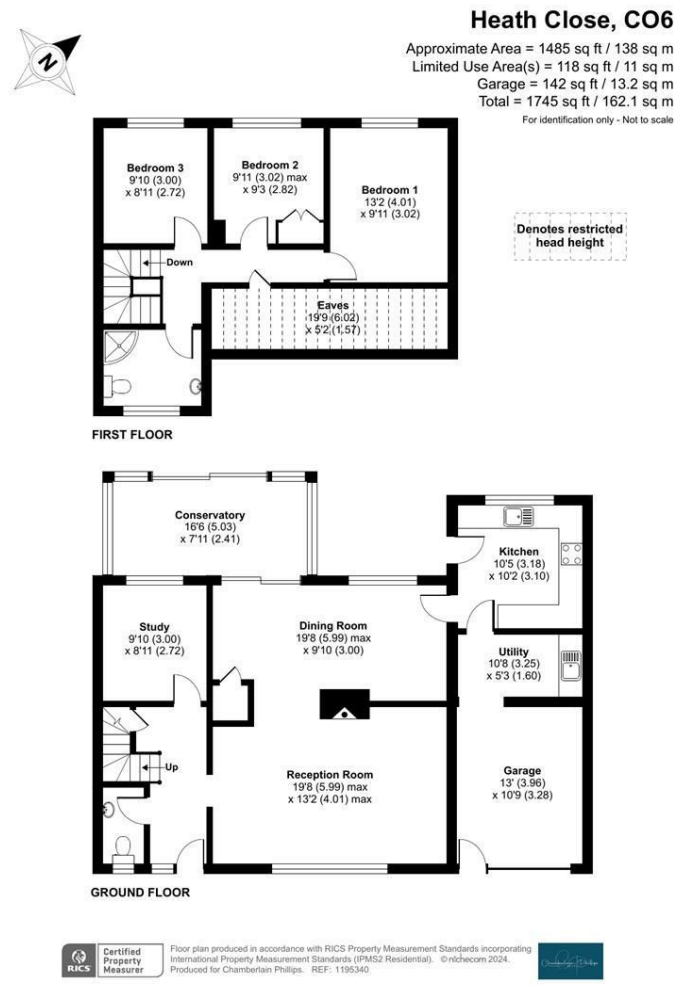 Heath Close, CO6
Approximate Area = 1485 sq ft / 138 sq m
Limited Use Area(s) = 118 sq ft / 11 sq m
Garage = 142 sq ft / 13.2 sq m
Total = 1745 sq ft / 162.1 sq m
For identification only - Not to scale
N
Bedroom 3
9'10 (3.00)
x 8'11 (2.72)
Bedroom 2
9'11 (3.02) max
x 9'3 (2.82)
Bedroom 1
13'2 (4.01)
x 9'11 (3.02)
Denotes restricted
head height
Down
Eaves
19'9 (6.02)
x 5'2 (1.57)
FIRST FLOOR
Conservatory
16'6 (5.03)
x 7'11 (2.41)
Kitchen
10'5 (3.18)
x 10'2 (3.10)
Study
9'10 (3.00)
x 8'11 (2.72)
Dining Room
19'8 (5.99) max
x 9'10 (3.00)
Utility
10'8 (3.25)
x 5'3 (1.60)
Up
Reception Room
19'8 (5.99) max
x 13'2 (4.01) max
Garage
13' (3.96)
x 10'9 (3.28)
GROUND FLOOR
RICS
Certified
Property
Measurer
Floor plan produced in accordance with RICS Property Measurement Standards incorporating
International Property Measurement Standards (IPMS2 Residential). ©nichecom 2024.
Produced for Chamberlain Phillips. REF: 1195340
Chamberlain Phillips